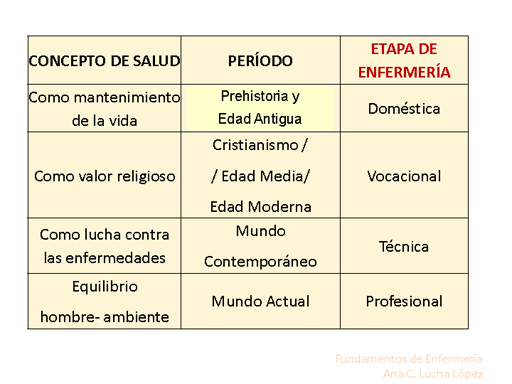 CONCEPTO DE SALUD
PERÍODO
ETAPA DE
ENFERMERÍA
Como mantenimiento
de la vida
Prehistoria y
Edad Antigua
Doméstica
Como valor religioso
Cristianismo /
/ Edad Media/
Edad Moderna
Vocacional
Como lucha contra
las enfermedades
Mundo
Contemporáneo
Técnica
Equilibrio
hombre- ambiente
Mundo Actual
Profesional
Fundamentos de Enfermería
Ana C. Lucha López